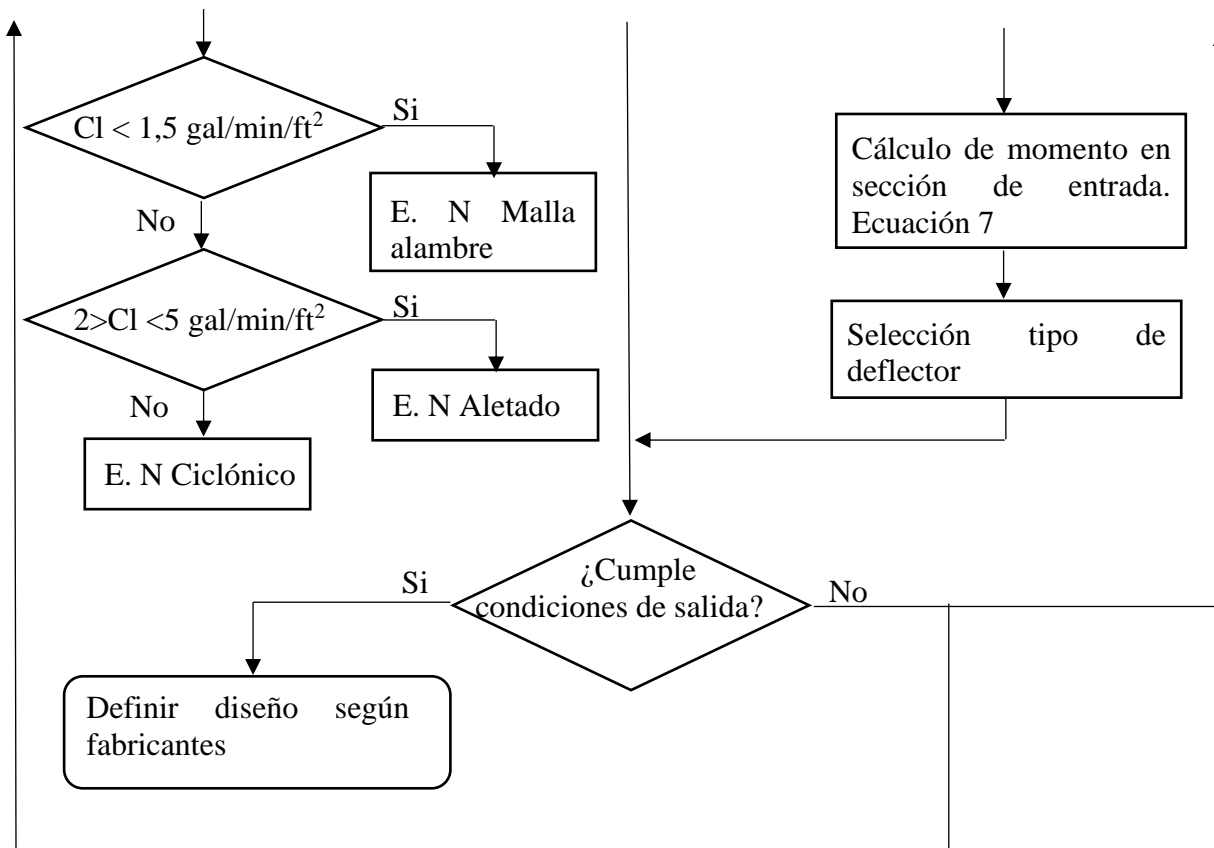 Cl < 1,5 gal/min/ft²
Si
E. N Malla
alambre
No
2>Cl <5 gal/min/ft²
Si
E. N Aletado
No
E. N Ciclónico
Cálculo de momento en
sección de entrada.
Ecuación 7
Selección tipo de
deflector
¿Cumple
condiciones de salida?
Si
No
Definir diseño según
fabricantes